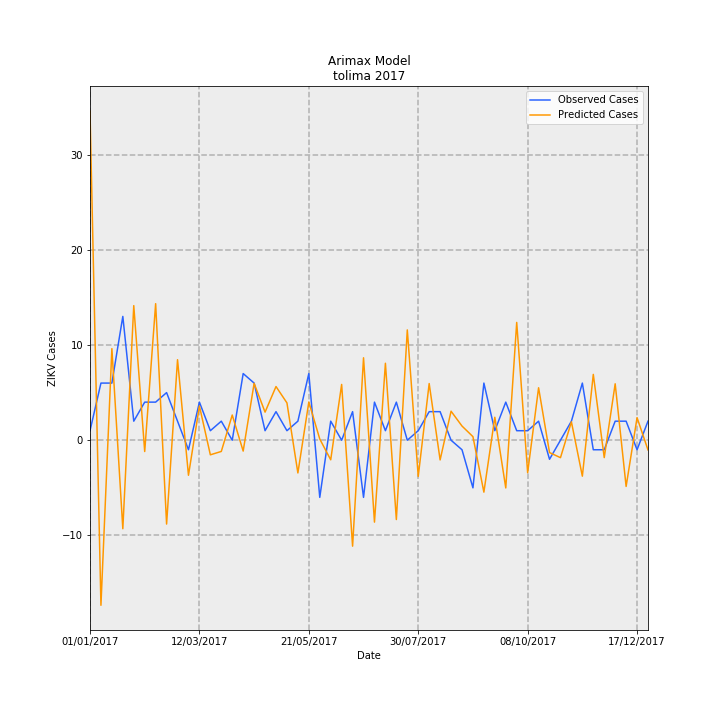 Arimax Model
tolima 2017
Observed Cases
Predicted Cases
ZIKV Cases
30
20
10
0
−10
01/01/2017
12/03/2017
21/05/2017
30/07/2017
08/10/2017
17/12/2017
Date